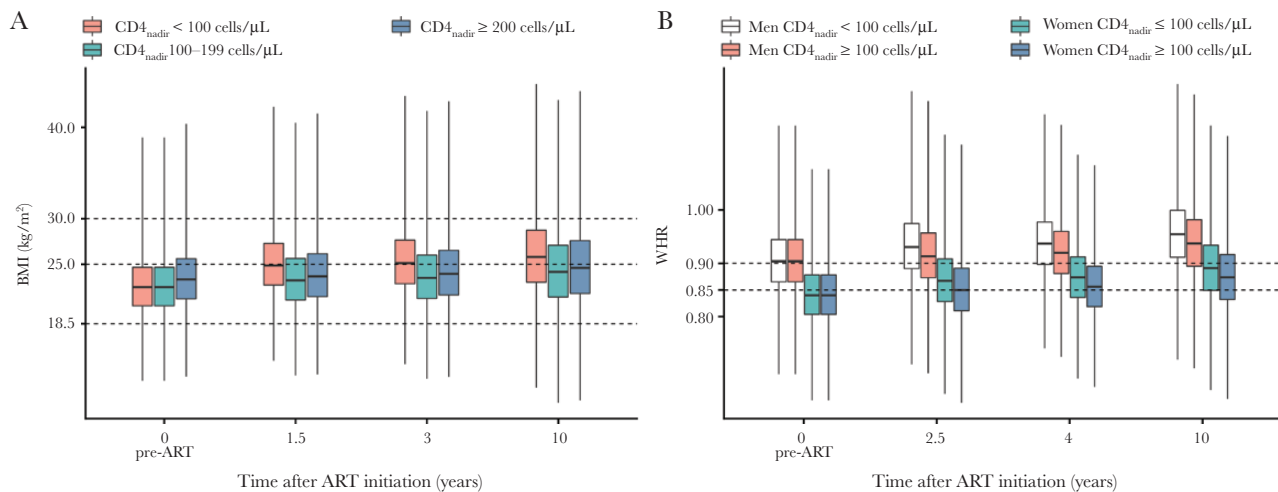 A
CD4nadir < 100 cells/μL
CD4nadir ≥ 200 cells/μL
CD4nadir 100–199 cells/μL
BMI (kg/m²)
40.0
30.0
25.0
18.5
0
pre-ART
1.5
3
10
Time after ART initiation (years)
B
Men CD4nadir < 100 cells/μL
Women CD4nadir ≤ 100 cells/μL
Men CD4nadir ≥ 100 cells/μL
Women CD4nadir ≥ 100 cells/μL
WHR
1.00
0.90
0.85
0.80
0
pre-ART
2.5
4
10
Time after ART initiation (years)